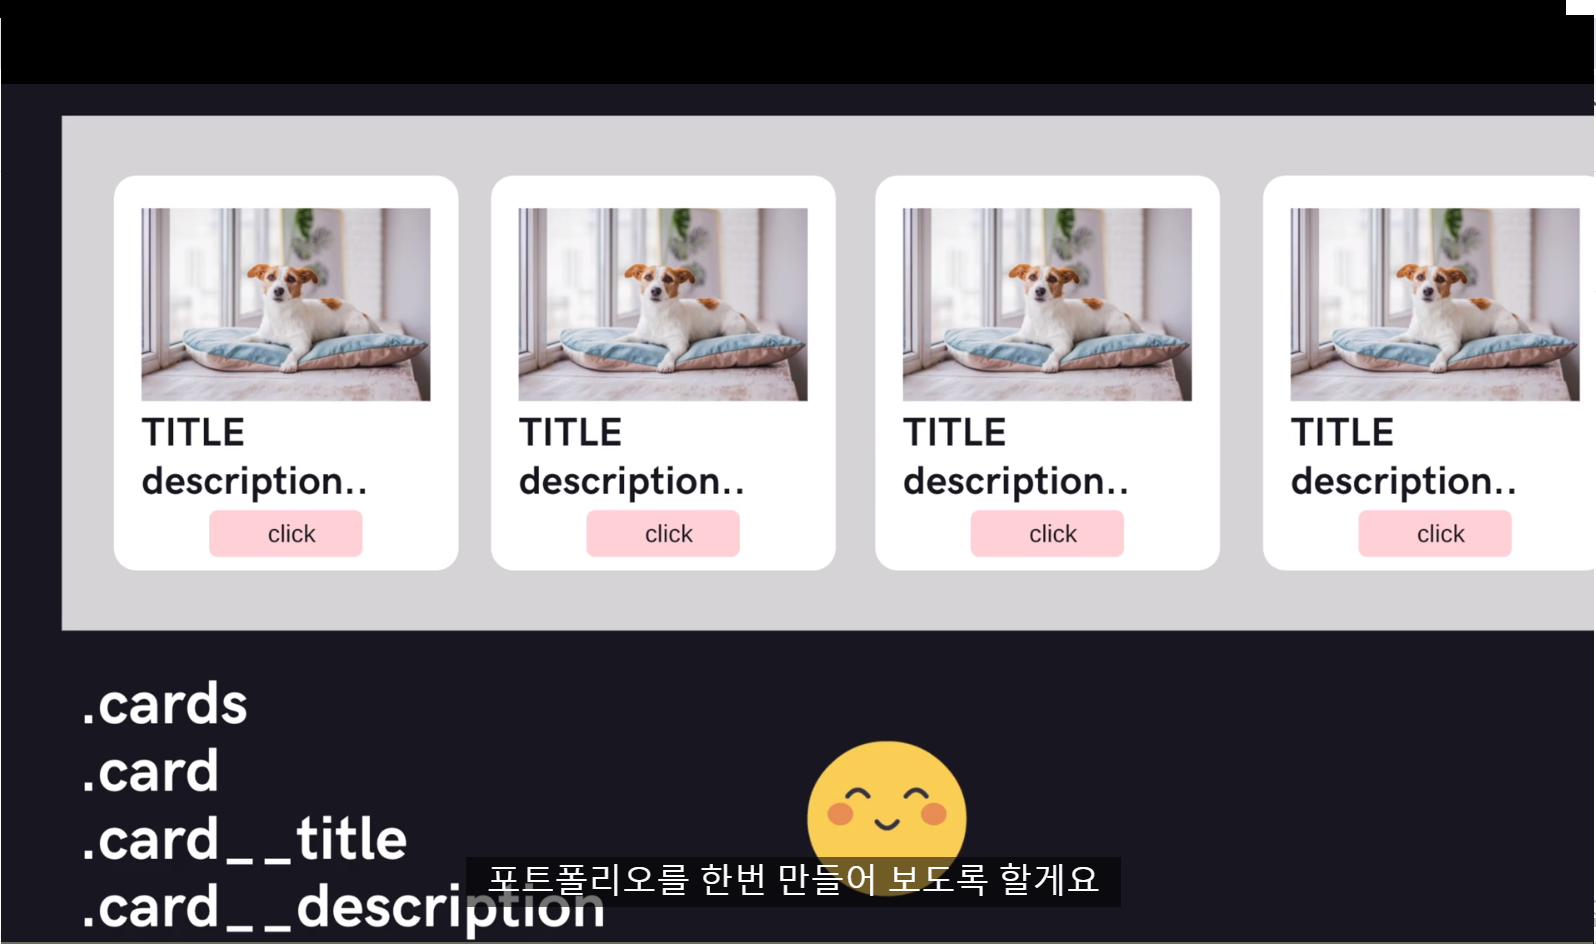 TITLE
description..
click
TITLE
description..
click
TITLE
description..
click
TITLE
description..
click
.cards
.card
.card__title
.card__description
포트폴리오를 한번 만들어 보도록 할게요